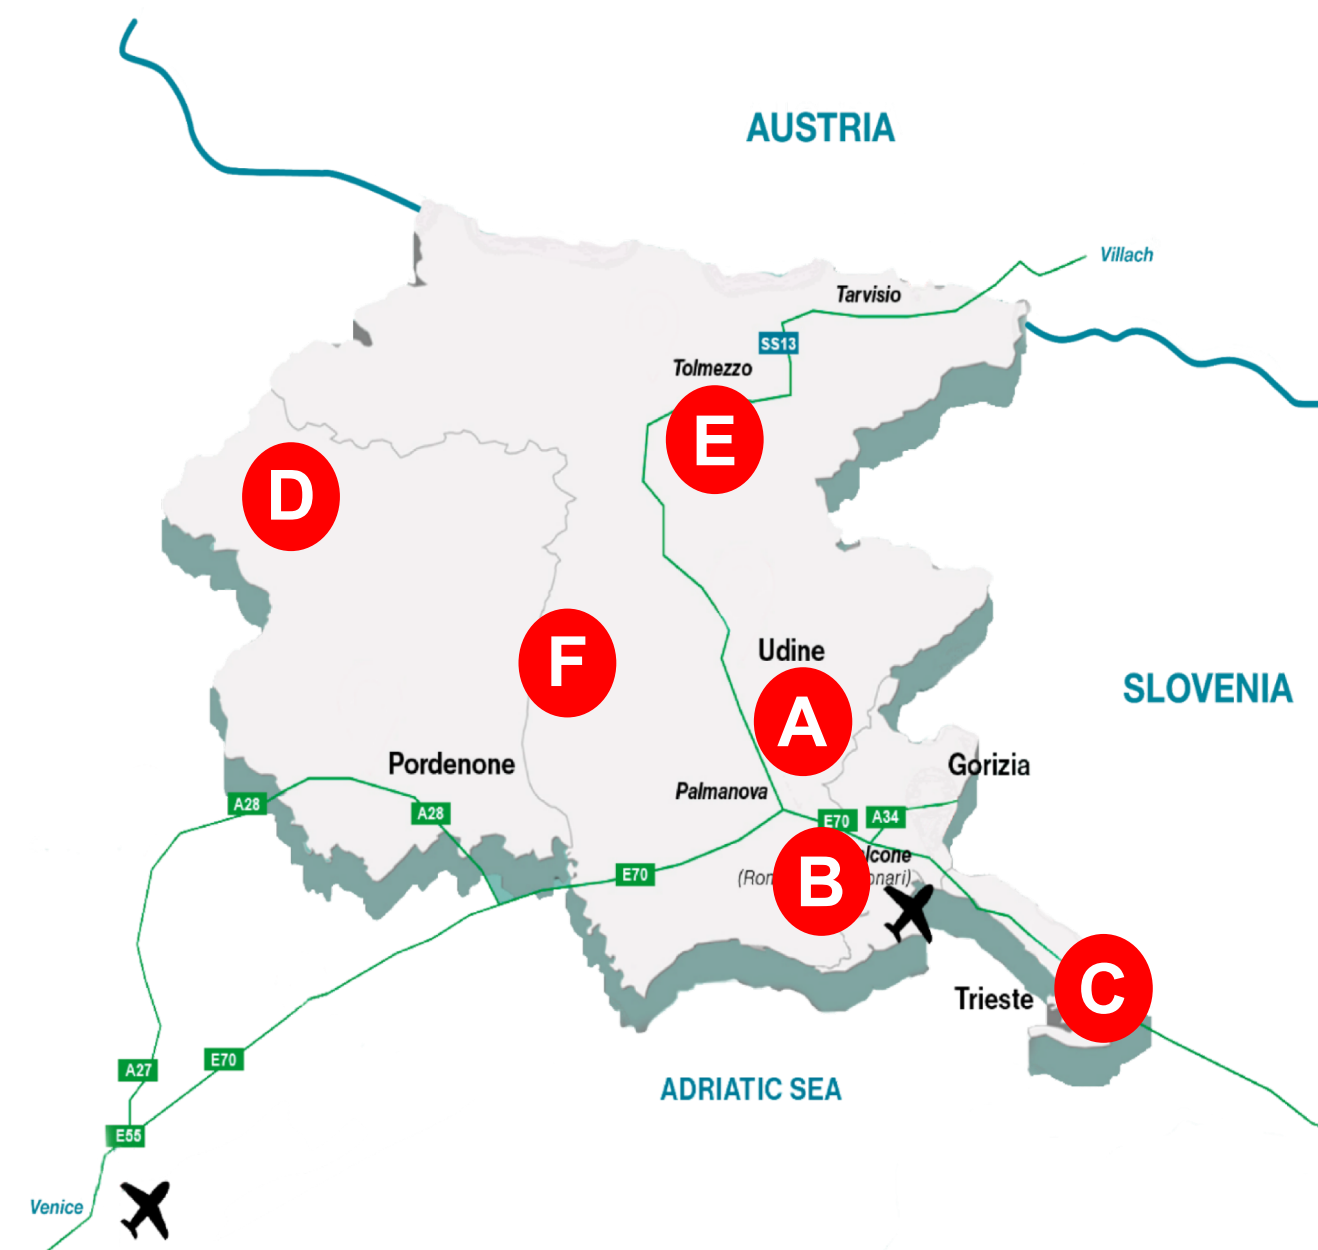 AUSTRIA
Villach
Tarvisio
SS13
Tolmezzo
E
D
Udine
F
SLOVENIA
A
Pordenone
Gorizia
Palmanova
A28
A28
E70
A34
E70
B
C
Trieste
E70
A27
ADRIATIC SEA
E55
Venice